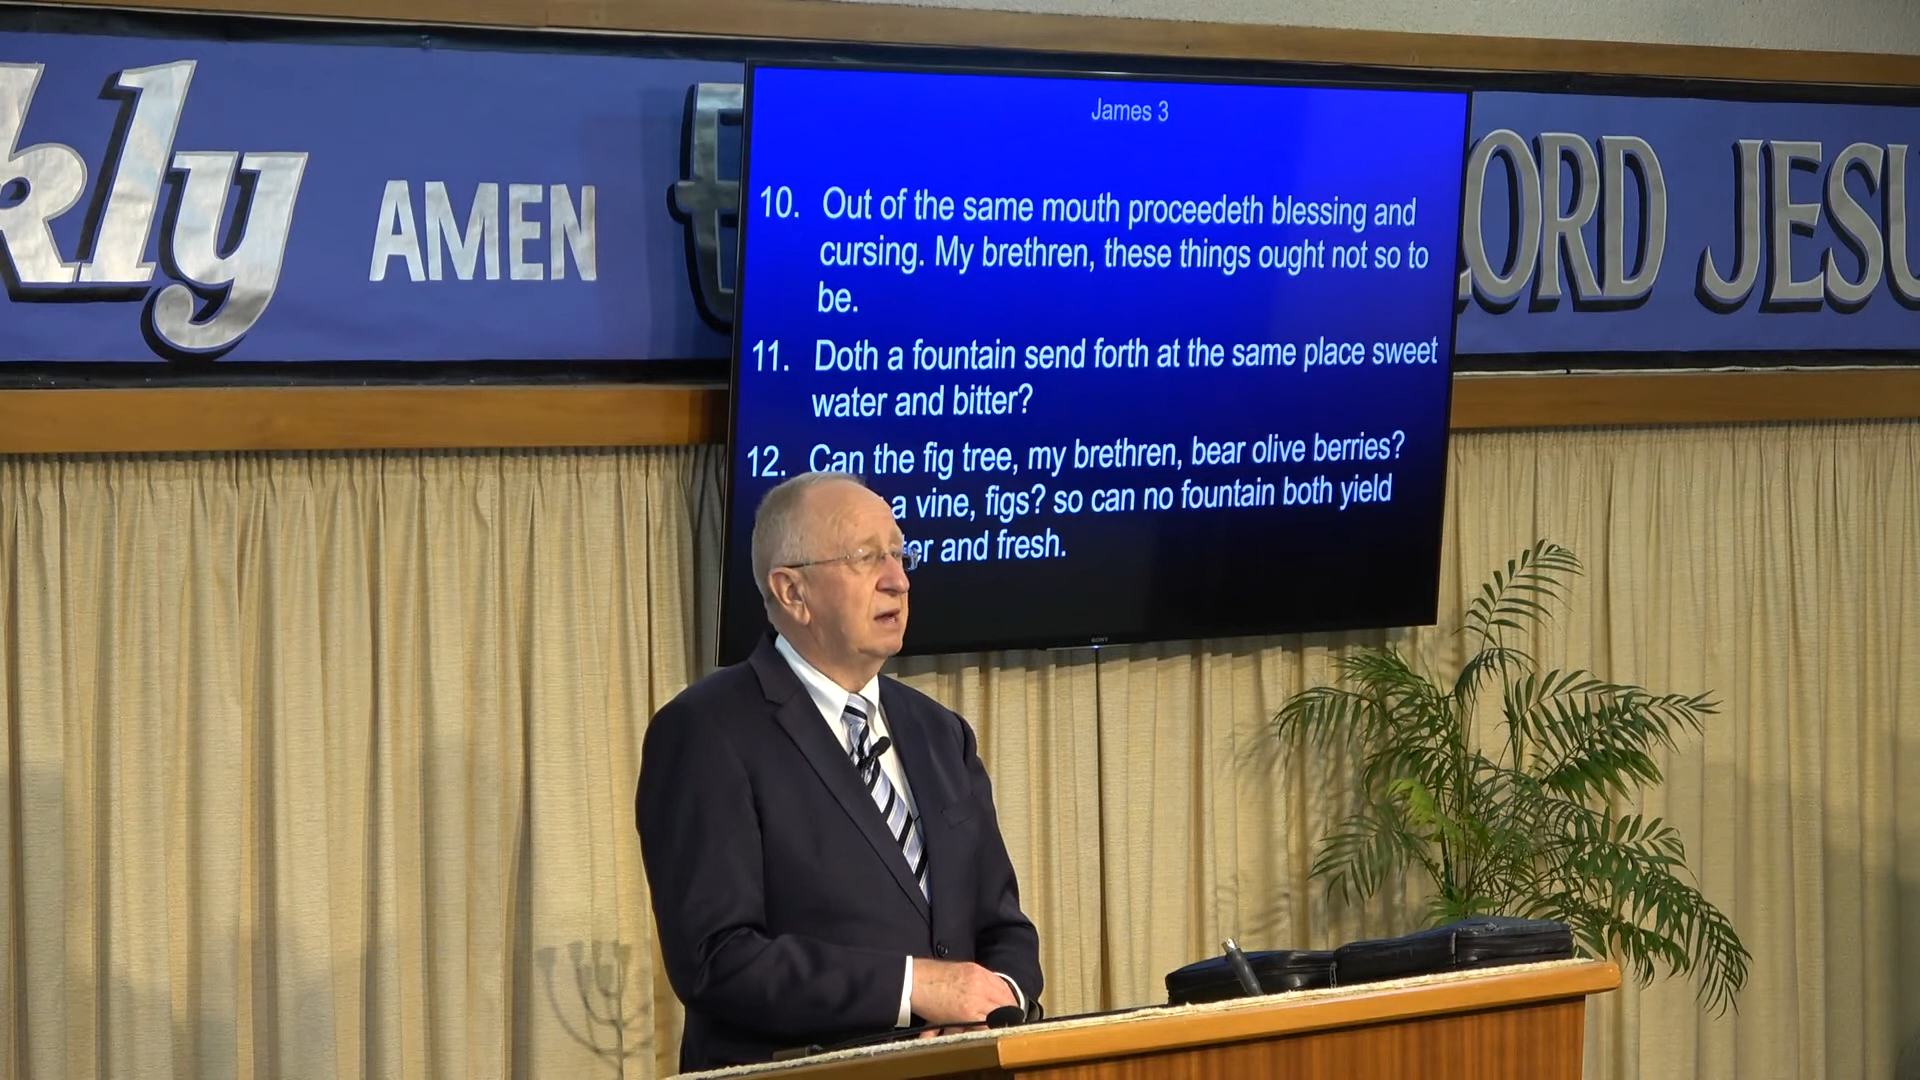 kly AMEN
LORD JESU
James 3
10. Out of the same mouth proceedeth blessing and
cursing. My brethren, these things ought not so to
be.
11. Doth a fountain send forth at the same place sweet
water and bitter?
12. Can the fig tree, my brethren, bear olive berries?
a vine, figs? so can no fountain both yield
er and fresh.
SONY